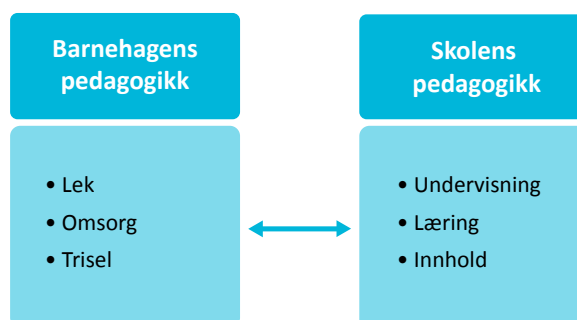 Barnehagens
pedagogikk
• Lek
• Omsorg
• Trisel
Skolens
pedagogikk
• Undervisning
• Læring
• Innhold